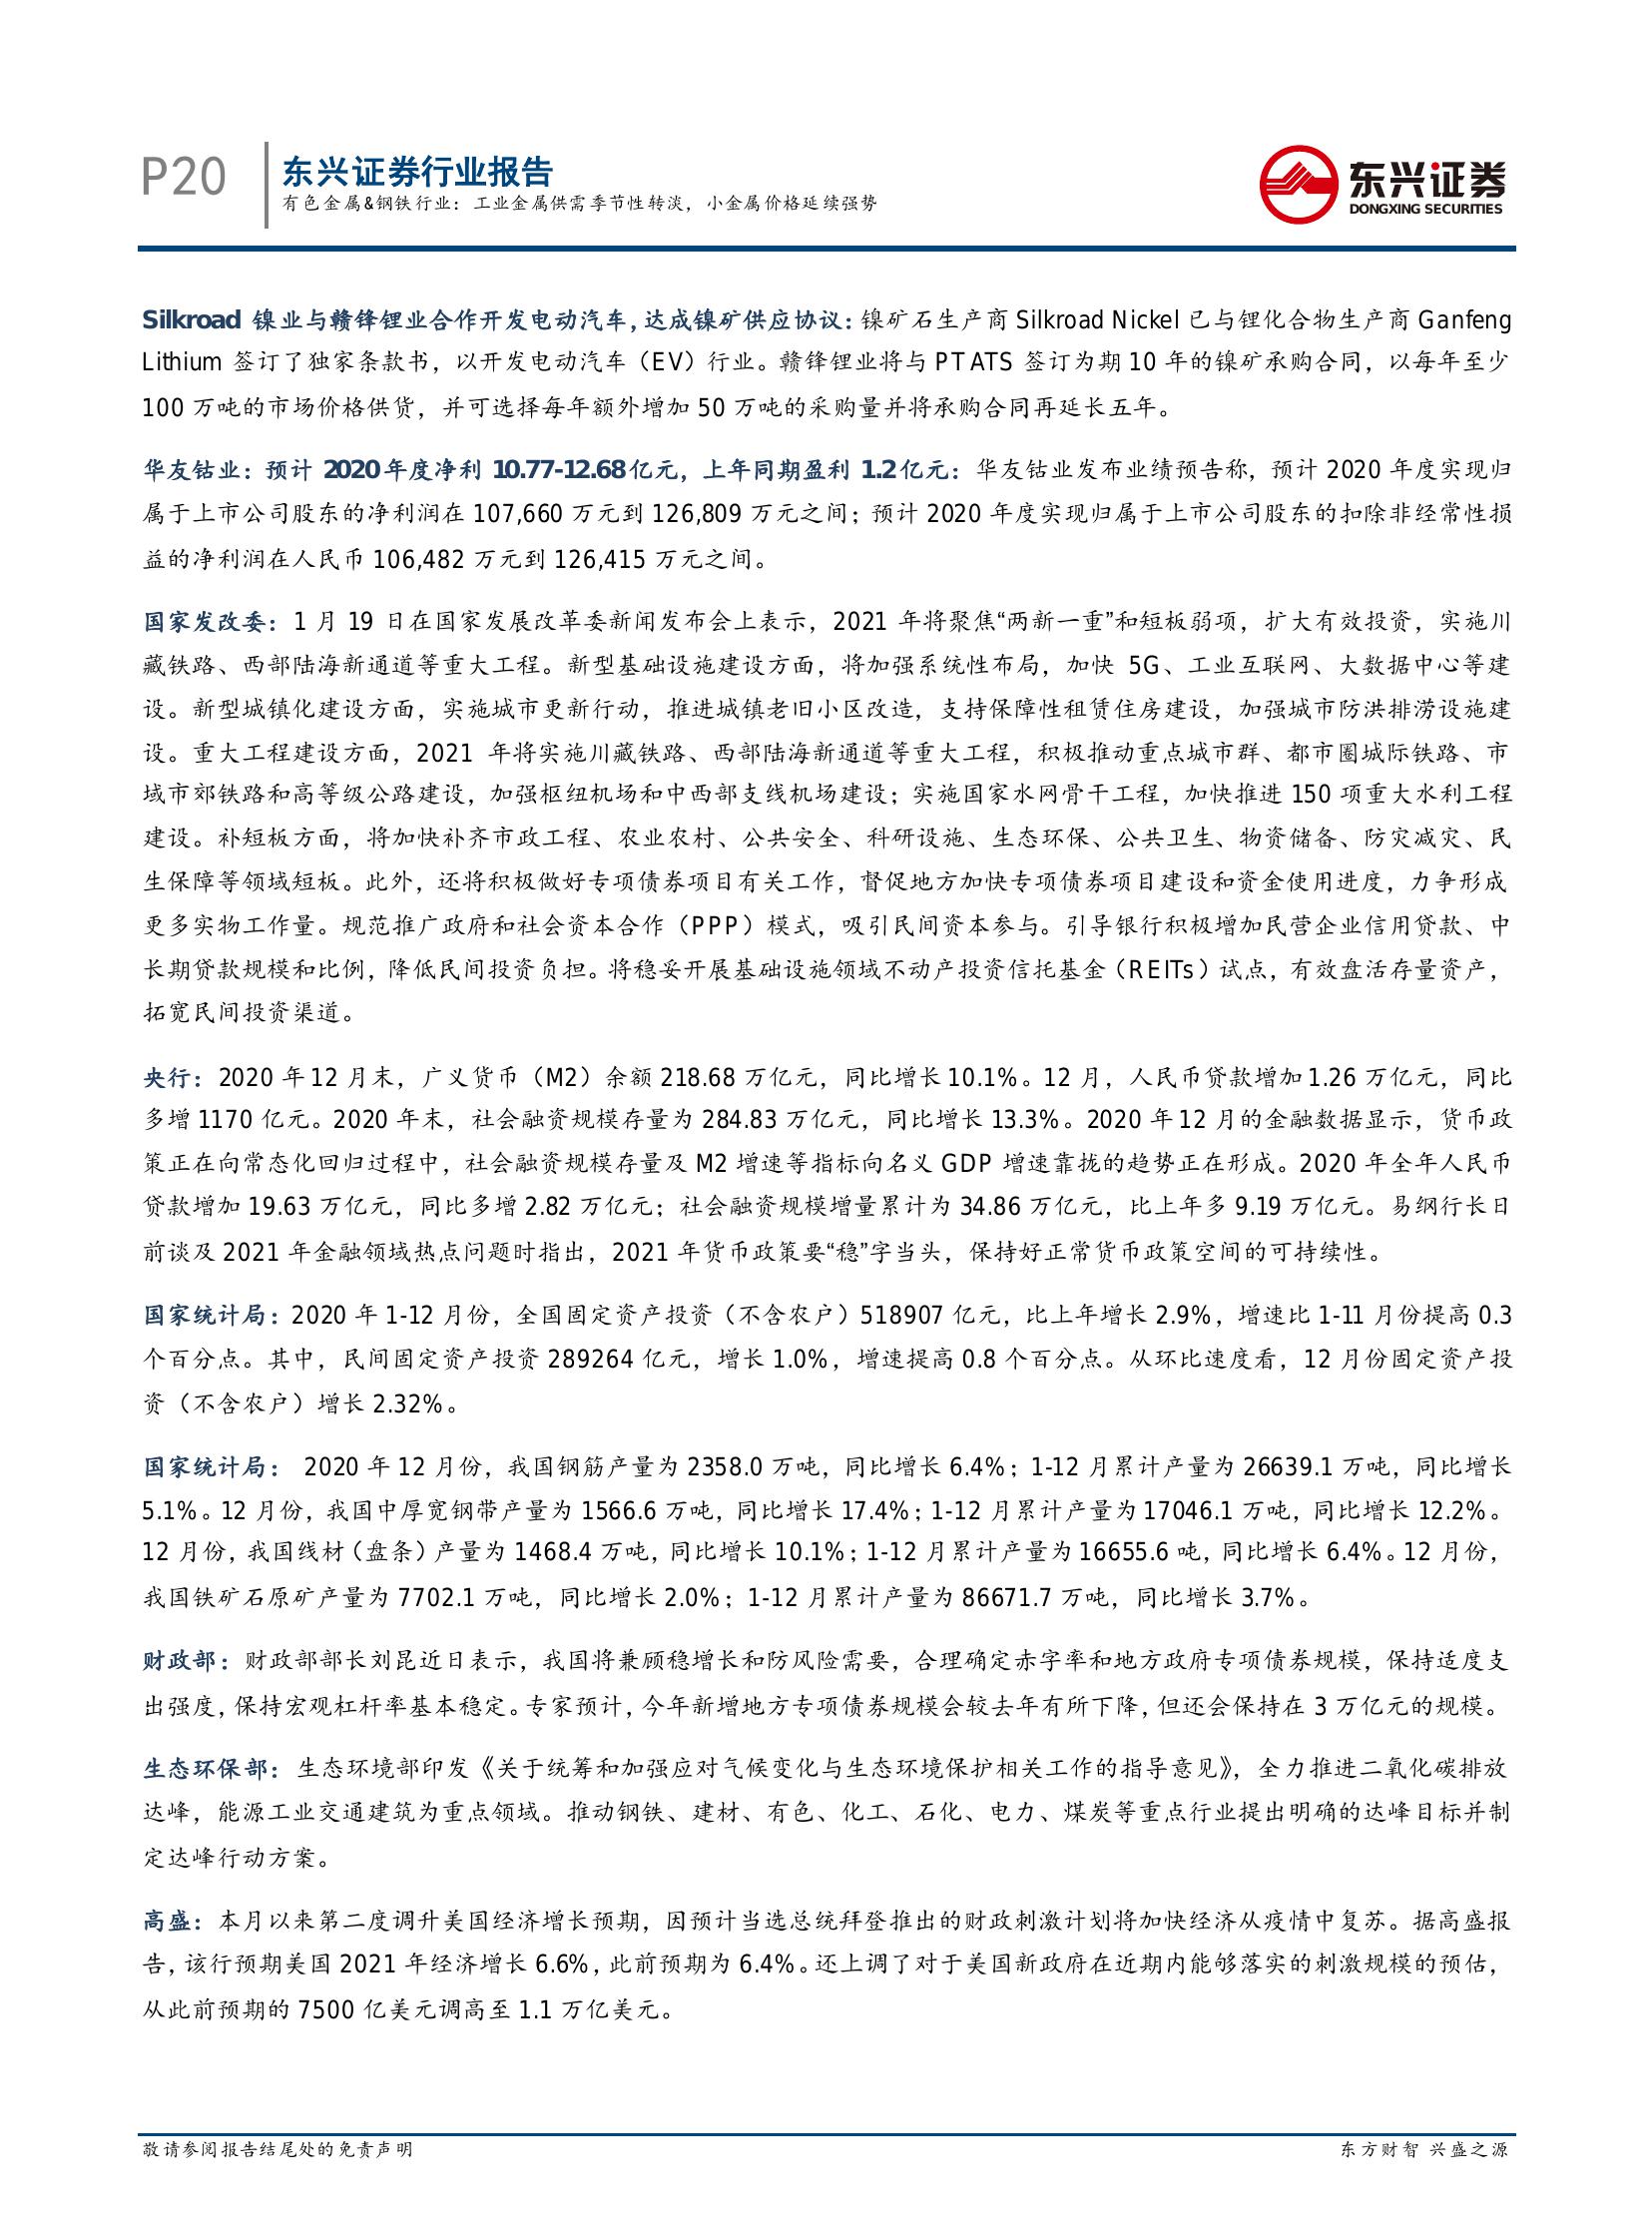 P20
东兴证券行业报告
有色金属&钢铁行业：工业金属供需季节性转淡，小金属价格延续强势
东兴证券
DONGXING SECURITIES
Silkroad 镍业与赣锋锂业合作开发电动汽车，达成镍矿供应协议：镍矿石生产商 Silkroad Nickel 已与锂化合物生产商 Ganfeng
Lithium 签订了独家条款书，以开发电动汽车（EV）行业。赣锋锂业将与 PT ATS 签订为期 10 年的镍矿承购合同，以每年至少
100 万吨的市场价格供货，并可选择每年额外增加 50 万吨的采购量并将承购合同再延长五年。
华友钴业：预计 2020 年度净利 10.77-12.68 亿元，上年同期盈利 1.2 亿元：华友钴业发布业绩预告称，预计 2020 年度实现归
属于上市公司股东的净利润在 107,660 万元到 126,809 万元之间；预计 2020 年度实现归属于上市公司股东的扣除非经常性损
益的净利润在人民币 106,482 万元到 126,415 万元之间。
国家发改委：1 月 19 日在国家发展改革委新闻发布会上表示，2021 年将聚焦“两新一重”和短板弱项，扩大有效投资，实施川
藏铁路、西部陆海新通道等重大工程。新型基础设施建设方面，将加强系统性布局，加快 5G、工业互联网、大数据中心等建
设。新型城镇化建设方面，实施城市更新行动，推进城镇老旧小区改造，支持保障性租赁住房建设，加强城市防洪排涝设施建
设。重大工程建设方面，2021 年将实施川藏铁路、西部陆海新通道等重大工程，积极推动重点城市群、都市圈城际铁路、市
域市郊铁路和高等级公路建设，加强枢纽机场和中西部支线机场建设；实施国家水网骨干工程，加快推进 150 项重大水利工程
建设。补短板方面，将加快补齐市政工程、农业农村、公共安全、科研设施、生态环保、公共卫生、物资储备、防灾减灾、民
生保障等领域短板。此外，还将积极做好专项债券项目有关工作，督促地方加快专项债券项目建设和资金使用进度，力争形成
更多实物工作量。规范推广政府和社会资本合作（PPP）模式，吸引民间资本参与。引导银行积极增加民营企业信用贷款、中
长期贷款规模和比例，降低民间投资负担。将稳妥开展基础设施领域不动产投资信托基金（REITs）试点，有效盘活存量资产，
拓宽民间投资渠道。
央行：2020 年 12 月末，广义货币（M2）余额 218.68 万亿元，同比增长 10.1%。12 月，人民币贷款增加 1.26 万亿元，同比
多增 1170 亿元。2020 年末，社会融资规模存量为 284.83 万亿元，同比增长 13.3%。2020 年 12 月的金融数据显示，货币政
策正在向常态化回归过程中，社会融资规模存量及 M2 增速等指标向名义 GDP 增速靠拢的趋势正在形成。2020 年全年人民币
贷款增加 19.63 万亿元，同比多增 2.82 万亿元；社会融资规模增量累计为 34.86 万亿元，比上年多 9.19 万亿元。易纲行长日
前谈及 2021 年金融领域热点问题时指出，2021 年货币政策要“稳”字当头，保持好正常货币政策空间的可持续性。
国家统计局：2020 年 1-12 月份，全国固定资产投资（不含农户）518907 亿元，比上年增长 2.9%，增速比 1-11 月份提高 0.3
个百分点。其中，民间固定资产投资 289264 亿元，增长 1.0%，增速提高 0.8 个百分点。从环比速度看，12 月份固定资产投
资（不含农户）增长 2.32%。
国家统计局： 2020 年 12 月份，我国钢筋产量为 2358.0 万吨，同比增长 6.4%；1-12 月累计产量为 26639.1 万吨，同比增长
5.1%。12 月份，我国中厚宽钢带产量为 1566.6 万吨，同比增长 17.4%；1-12 月累计产量为 17046.1 万吨，同比增长 12.2%。
12 月份，我国线材（盘条）产量为 1468.4 万吨，同比增长 10.1%；1-12 月累计产量为 16655.6 吨，同比增长 6.4%。12 月份，
我国铁矿石原矿产量为 7702.1 万吨，同比增长 2.0%；1-12 月累计产量为 86671.7 万吨，同比增长 3.7%。
财政部：财政部部长刘昆近日表示，我国将兼顾稳增长和防风险需要，合理确定赤字率和地方政府专项债券规模，保持适度支
出强度，保持宏观杠杆率基本稳定。专家预计，今年新增地方专项债券规模会较去年有所下降，但还会保持在 3 万亿元的规模。
生态环保部：生态环境部印发《关于统筹和加强应对气候变化与生态环境保护相关工作的指导意见》，全力推进二氧化碳排放
达峰，能源工业交通建筑为重点领域。推动钢铁、建材、有色、化工、石化、电力、煤炭等重点行业提出明确的达峰目标并制
定达峰行动方案。
高盛：本月以来第二度调升美国经济增长预期，因预计当选总统拜登推出的财政刺激计划将加快经济从疫情中复苏。据高盛报
告，该行预期美国 2021 年经济增长 6.6%，此前预期为 6.4%。还上调了对于美国新政府在近期内能够落实的刺激规模的预估，
从此前预期的 7500 亿美元调高至 1.1 万亿美元。
敬请参阅报告结尾处的免责声明
东方财智 兴盛之源